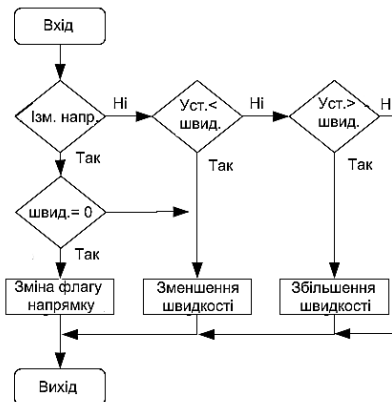 Вхід
Ізм. напр.
Ні
Уст.<
швид.
Ні
Уст.>
швид.
Ні
Так
Так
Так
швид.= 0
Так
Зміна флагу
напрямку
Зменшення
швидкості
Збільшення
швидкості
Вихід